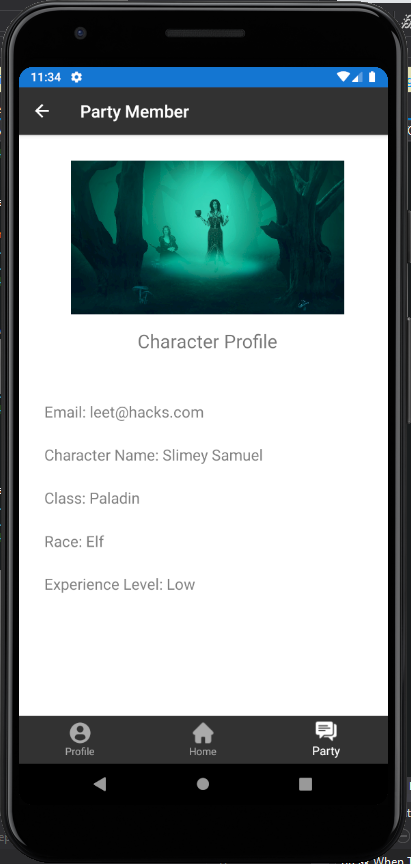 11:34
Party Member
Character Profile
Email: leet@hacks.com
Character Name: Slimey Samuel
Class: Paladin
Race: Elf
Experience Level: Low
Profile
Home
Party
When